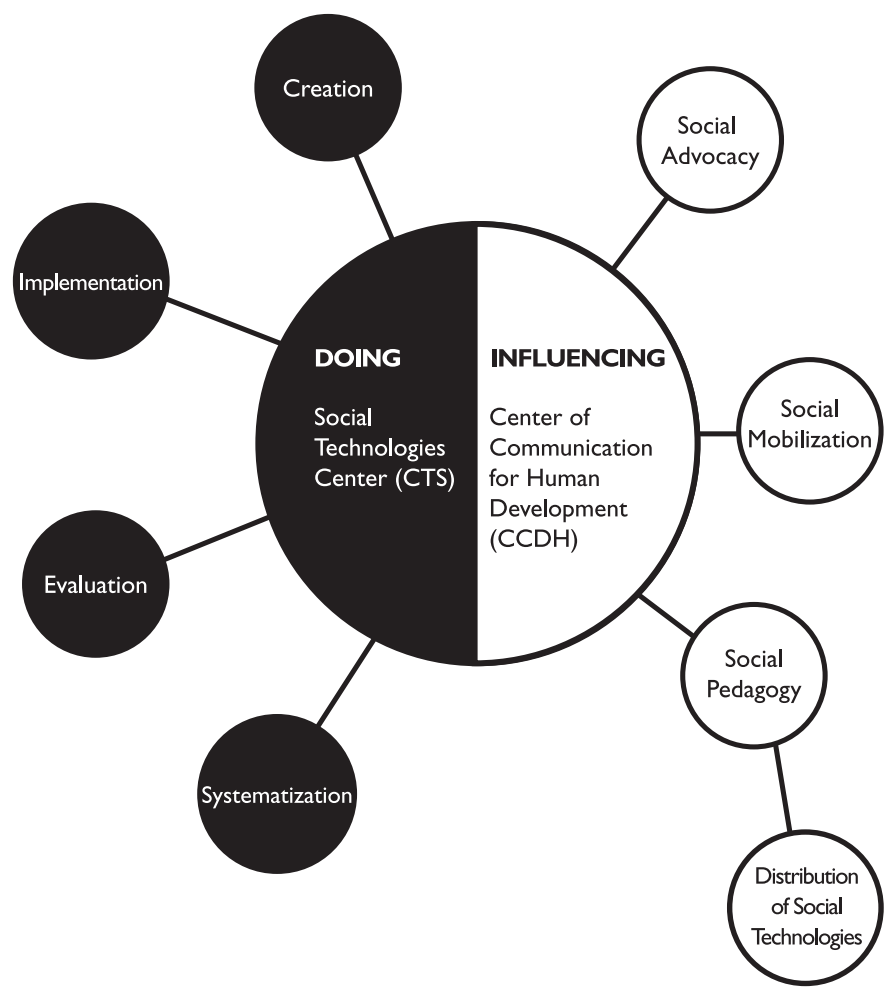 Creation
Social
Advocacy
Implementation
DOING
Social
Technologies
Center (CTS)
INFLUENCING
Center of
Communication
for Human
Development
(CCDH)
Social
Mobilization
Evaluation
Social
Pedagogy
Systematization
Distribution
of Social
Technologies